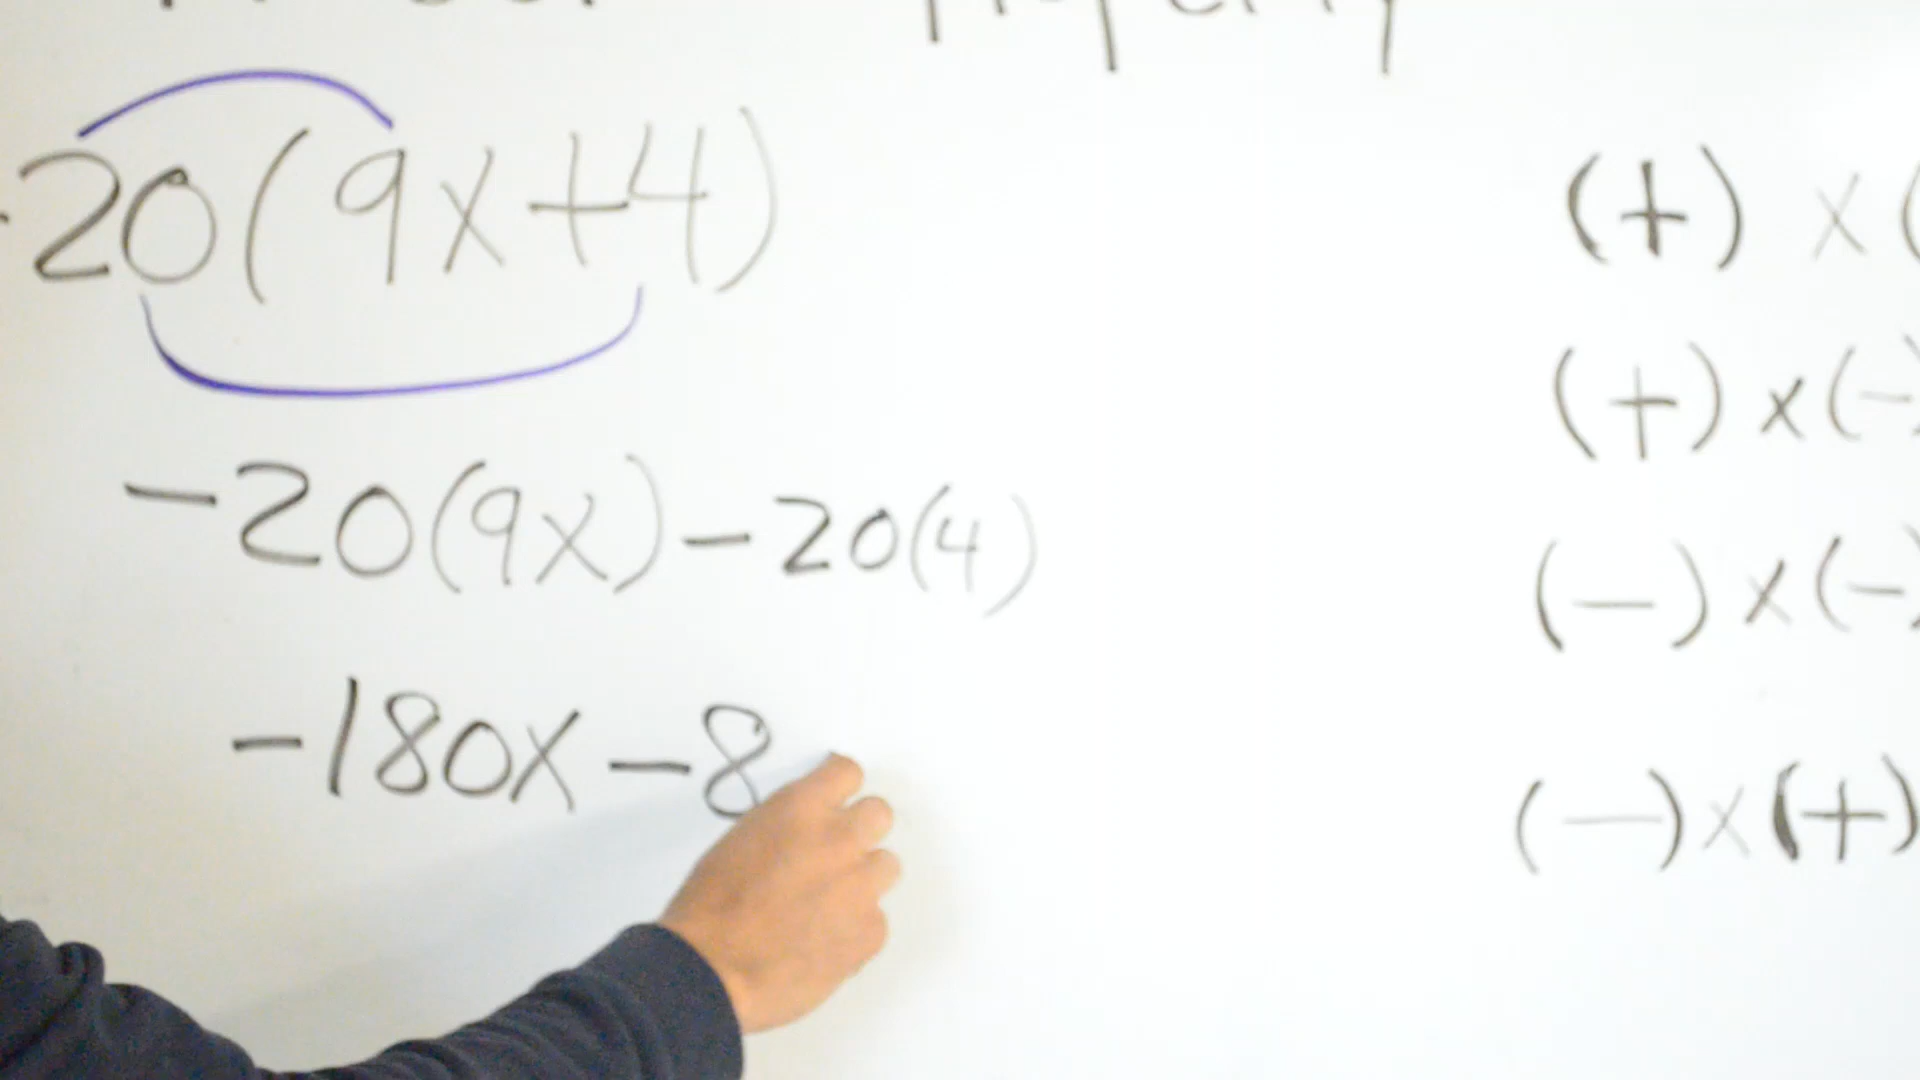 -20(9x+4)
-20(9x)-20(4)
-180x-8
(+) x (
(+) x (-)
(-) x (-)
(-) x (+)